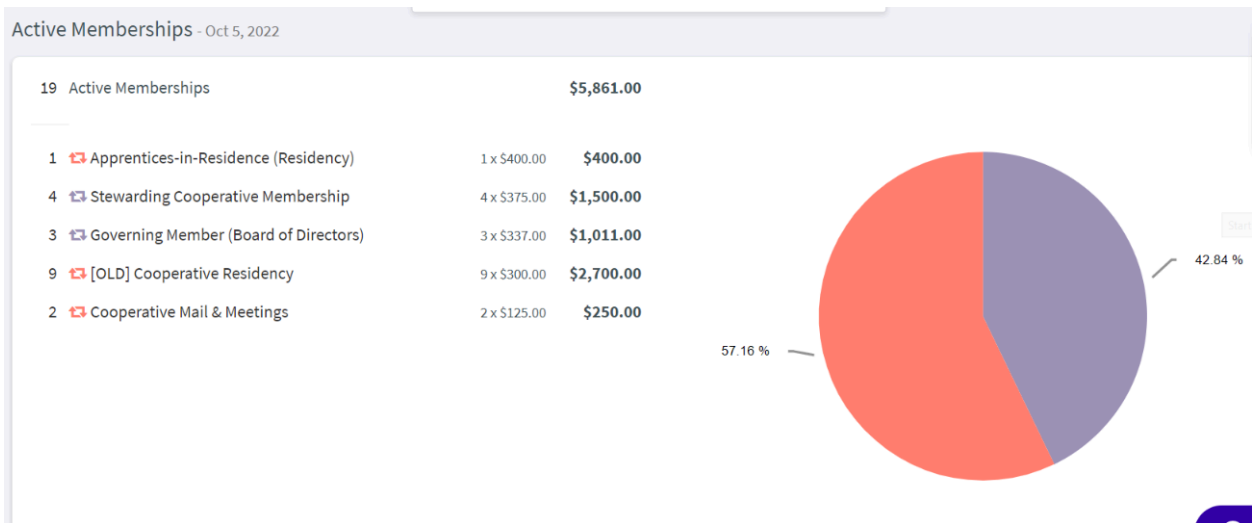 Active Memberships - Oct 5, 2022
19 Active Memberships $5,861.00
1 Apprentices-in-Residence (Residency) 1 x $400.00 $400.00
4 Stewarding Cooperative Membership 4 x $375.00 $1,500.00
3 Governing Member (Board of Directors) 3 x $337.00 $1,011.00
9 [OLD] Cooperative Residency 9 x $300.00 $2,700.00
2 Cooperative Mail & Meetings 2 x $125.00 $250.00
Start
42.84 %
57.16 %